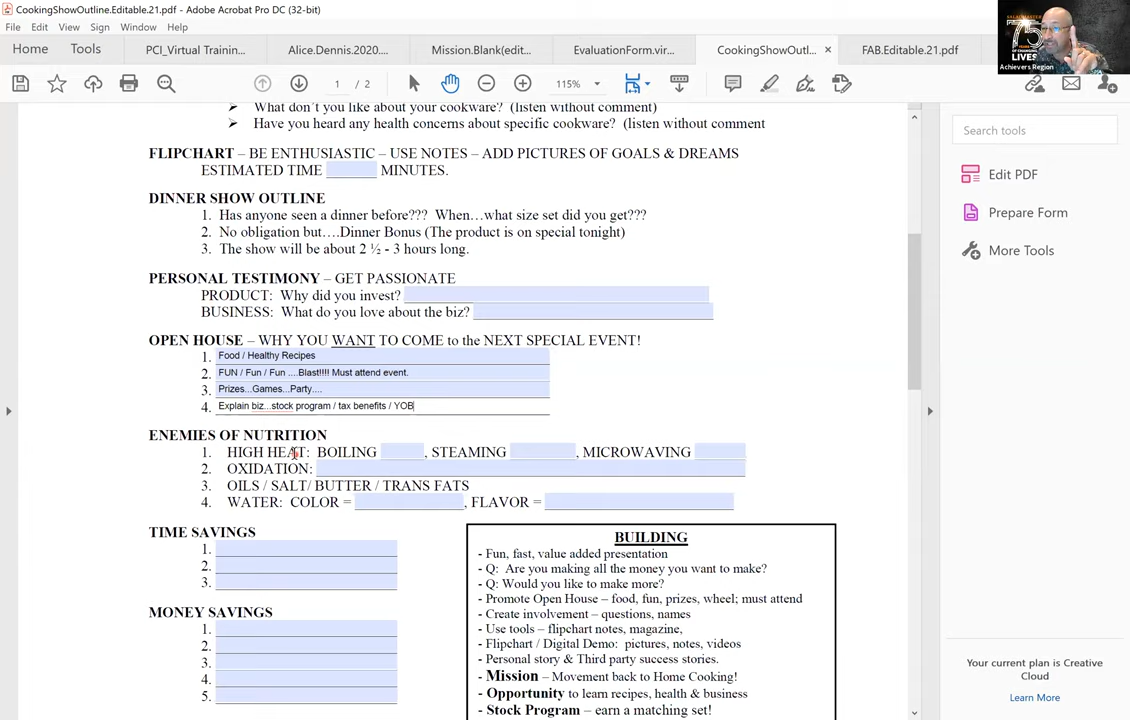 CookingShowOutline.Editable.21.pdf - Adobe Acrobat Pro DC (32-bit)
File Edit View Sign Window Help
Home Tools PCI_Virtual Trainin... Alice.Dennis.2020.... Mission.Blank(edit... EvaluationForm.vir... CookingShowOutl... × FAB.Editable.21.pdf
1 / 2 115%
75 YEARS OF CHANGING LIVES
Achievers Region
What don't you like about your cookware? (listen without comment)
Have you heard any health concerns about specific cookware? (listen without comment
FLIPCHART – BE ENTHUSIASTIC – USE NOTES – ADD PICTURES OF GOALS & DREAMS
ESTIMATED TIME MINUTES.
DINNER SHOW OUTLINE
1. Has anyone seen a dinner before??? When…what size set did you get???
2. No obligation but….Dinner Bonus (The product is on special tonight)
3. The show will be about 2 ½ - 3 hours long.
PERSONAL TESTIMONY – GET PASSIONATE
PRODUCT: Why did you invest?
BUSINESS: What do you love about the biz?
OPEN HOUSE – WHY YOU WANT TO COME to the NEXT SPECIAL EVENT!
1. Food / Healthy Recipes
2. FUN / Fun / Fun ....Blast!!!! Must attend event.
3. Prizes...Games...Party....
4. Explain biz...stock program / tax benefits / YOB
ENEMIES OF NUTRITION
1. HIGH HEAT: BOILING , STEAMING , MICROWAVING
2. OXIDATION:
3. OILS / SALT/ BUTTER / TRANS FATS
4. WATER: COLOR = , FLAVOR =
TIME SAVINGS
1.
2.
3.
MONEY SAVINGS
1.
2.
3.
4.
5.
BUILDING
- Fun, fast, value added presentation
- Q: Are you making all the money you want to make?
- Q: Would you like to make more?
- Promote Open House – food, fun, prizes, wheel; must attend
- Create involvement – questions, names
- Use tools – flipchart notes, magazine,
- Flipchart / Digital Demo: pictures, notes, videos
- Personal story & Third party success stories.
- Mission – Movement back to Home Cooking!
- Opportunity to learn recipes, health & business
- Stock Program – earn a matching set!
Search tools
Edit PDF
Prepare Form
More Tools
Your current plan is Creative
Cloud
Learn More